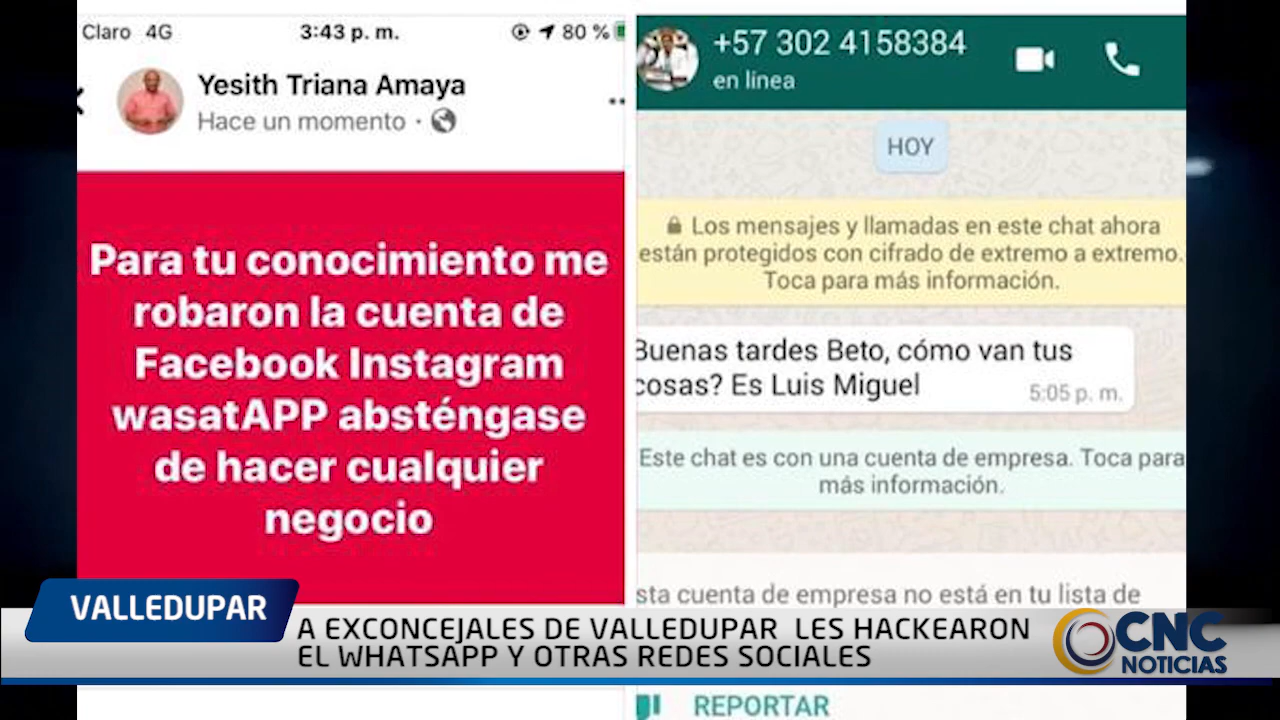 Claro 4G
3:43 p. m.
80 %
Yesith Triana Amaya
Hace un momento ·
Para tu conocimiento me
robaron la cuenta de
Facebook Instagram
wasatAPP absténgase
de hacer cualquier
negocio
+57 302 4158384
en línea
HOY
Los mensajes y llamadas en este chat ahora
están protegidos con cifrado de extremo a extremo.
Toca para más información.
Buenas tardes Beto, cómo van tus
cosas? Es Luis Miguel
5:05 p. m.
Este chat es con una cuenta de empresa. Toca para
más información.
sta cuenta de empresa no está en tu lista de
REPORTAR
VALLEDUPAR
A EXCONCEJALES DE VALLEDUPAR LES HACKEARON
EL WHATSAPP Y OTRAS REDES SOCIALES
CNC
NOTICIAS